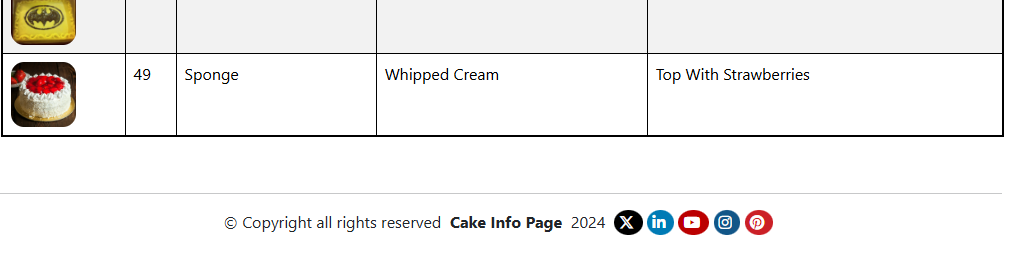 49 Sponge Whipped Cream Top With Strawberries
© Copyright all rights reserved Cake Info Page 2024